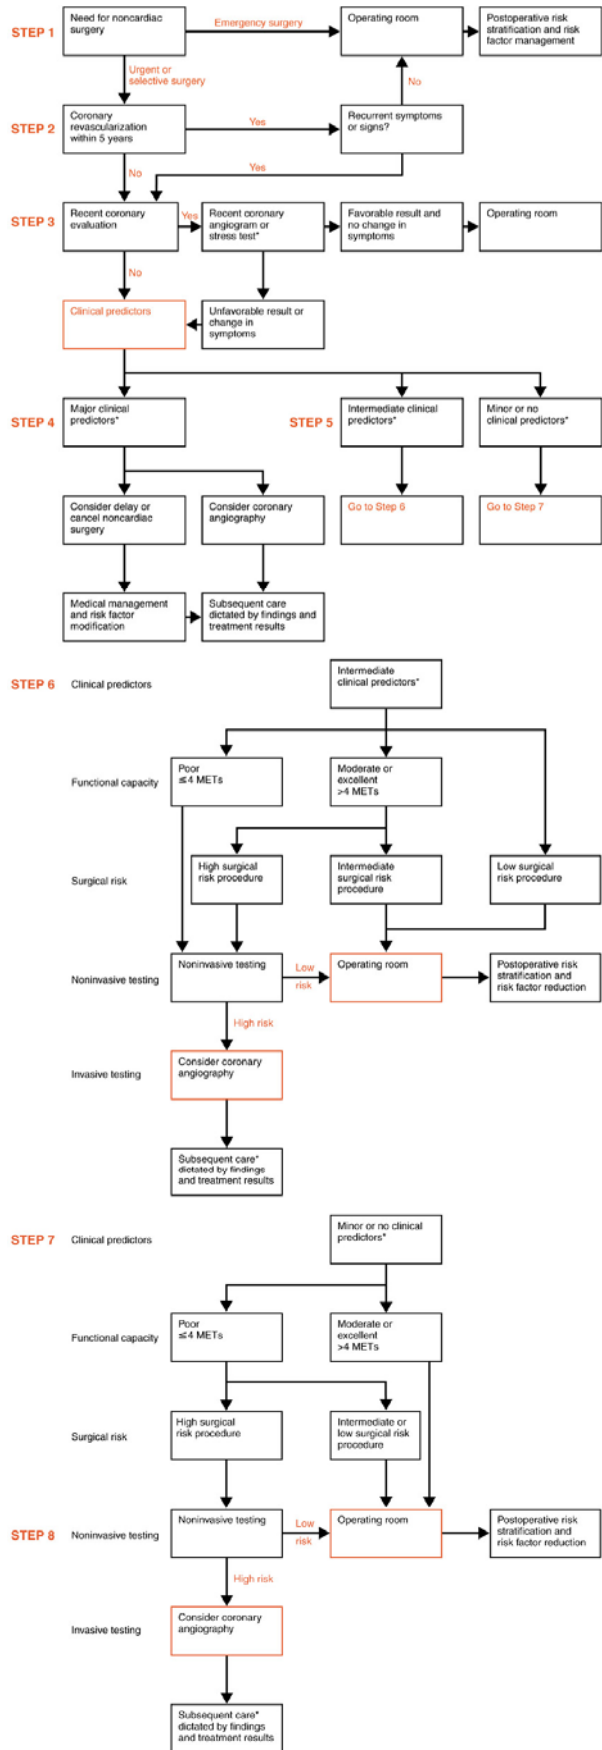 STEP 1
Need for noncardiac
surgery
Emergency surgery
Operating room
Postoperative risk
stratification and risk
factor management
Urgent or
selective surgery
No
STEP 2
Coronary
revascularization
within 5 years
Yes
Recurrent symptoms
or signs?
No
Yes
STEP 3
Recent coronary
evaluation
Yes
Recent coronary
angiogram or
stress test*
Favorable result and
no change in
symptoms
Operating room
No
Clinical predictors
Unfavorable result or
change in
symptoms
STEP 4
Major clinical
predictors*
STEP 5
Intermediate clinical
predictors*
Minor or no
clinical predictors*
Consider delay or
cancel noncardiac
surgery
Consider coronary
angiography
Go to Step 6
Go to Step 7
Medical management
and risk factor
modification
Subsequent care
dictated by findings and
treatment results
STEP 6
Clinical predictors
Intermediate
clinical predictors*
Functional capacity
Poor
≤4 METs
Moderate or
excellent
>4 METs
Surgical risk
High surgical
risk procedure
Intermediate
surgical risk
procedure
Low surgical
risk procedure
Noninvasive testing
Noninvasive testing
Low
risk
Operating room
Postoperative risk
stratification and
risk factor reduction
High risk
Invasive testing
Consider coronary
angiography
Subsequent care*
dictated by findings
and treatment results
STEP 7
Clinical predictors
Minor or no clinical
predictors*
Functional capacity
Poor
≤4 METs
Moderate or
excellent
>4 METs
Surgical risk
High surgical
risk procedure
Intermediate or
low surgical risk
procedure
STEP 8
Noninvasive testing
Noninvasive testing
Low
risk
Operating room
Postoperative risk
stratification and
risk factor reduction
High risk
Invasive testing
Consider coronary
angiography
Subsequent care*
dictated by findings
and treatment results